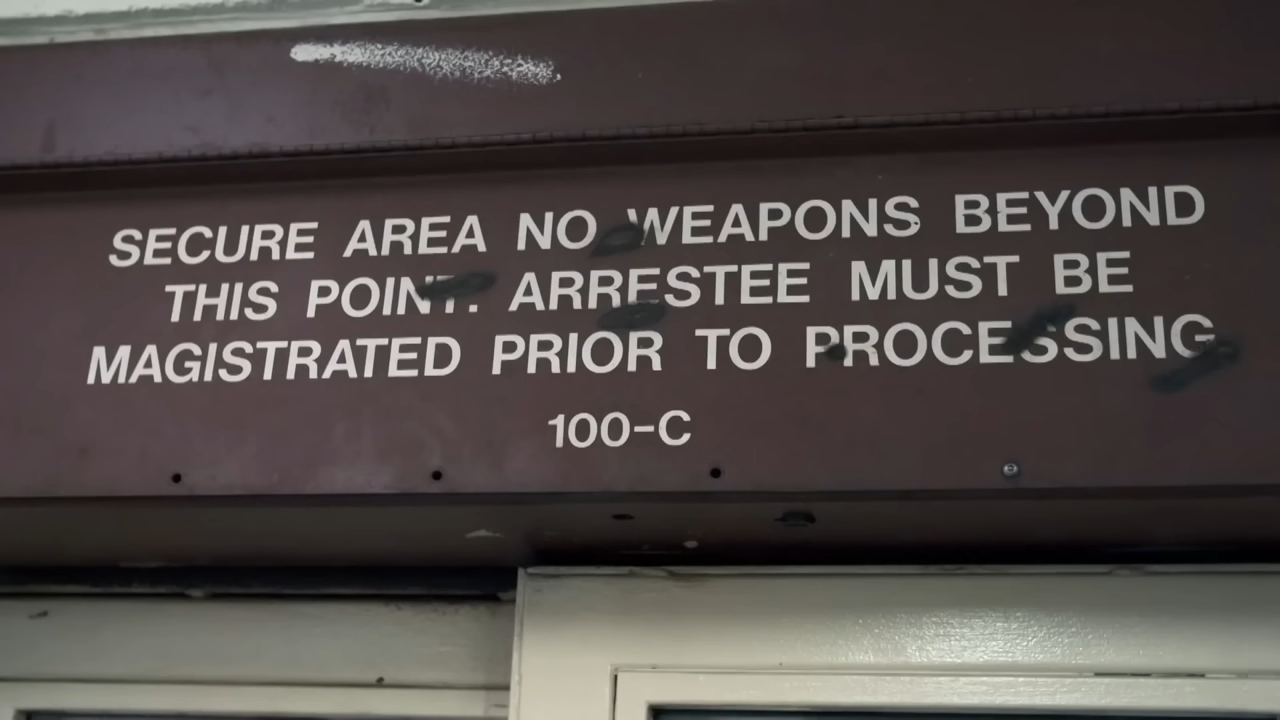 SECURE AREA NO WEAPONS BEYOND
THIS POINT. ARRESTEE MUST BE
MAGISTRATED PRIOR TO PROCESSING
100-C